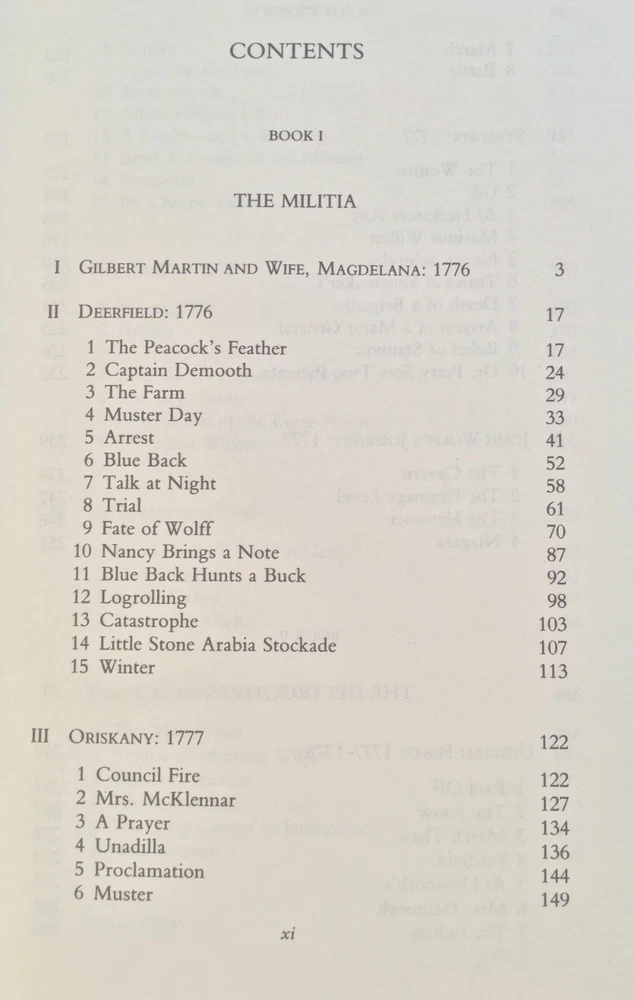 CONTENTS
BOOK I
THE MILITIA
I GILBERT MARTIN AND WIFE, MAGDELANA: 1776 3
II DEERFIELD: 1776 17
1 The Peacock's Feather 17
2 Captain Demooth 24
3 The Farm 29
4 Muster Day 33
5 Arrest 41
6 Blue Back 52
7 Talk at Night 58
8 Trial 61
9 Fate of Wolff 70
10 Nancy Brings a Note 87
11 Blue Back Hunts a Buck 92
12 Logrolling 98
13 Catastrophe 103
14 Little Stone Arabia Stockade 107
15 Winter 113
III ORISKANY: 1777 122
1 Council Fire 122
2 Mrs. McKlennar 127
3 A Prayer 134
4 Unadilla 136
5 Proclamation 144
6 Muster 149
xi